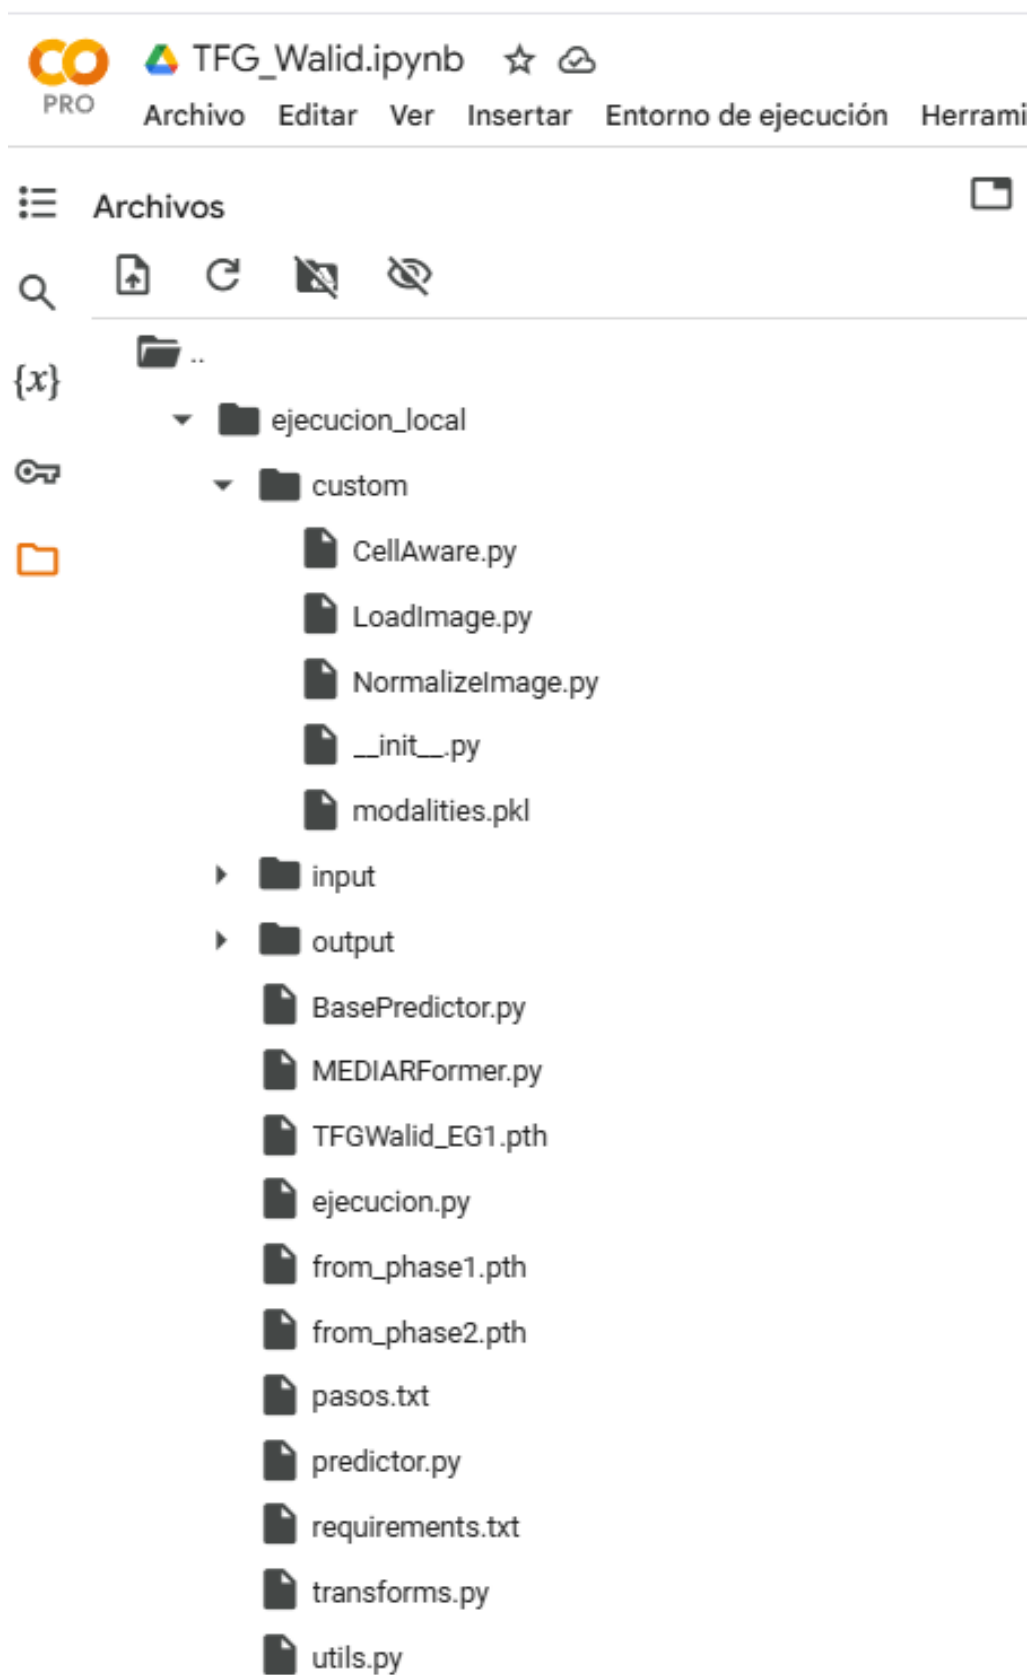 CO TFG_Walid.ipynb
PRO
Archivo Editar Ver Insertar Entorno de ejecución Herrami
Archivos
{x}
..
ejecucion_local
custom
CellAware.py
LoadImage.py
NormalizeImage.py
__init__.py
modalities.pkl
input
output
BasePredictor.py
MEDIARFormer.py
TFGWalid_EG1.pth
ejecucion.py
from_phase1.pth
from_phase2.pth
pasos.txt
predictor.py
requirements.txt
transforms.py
utils.py